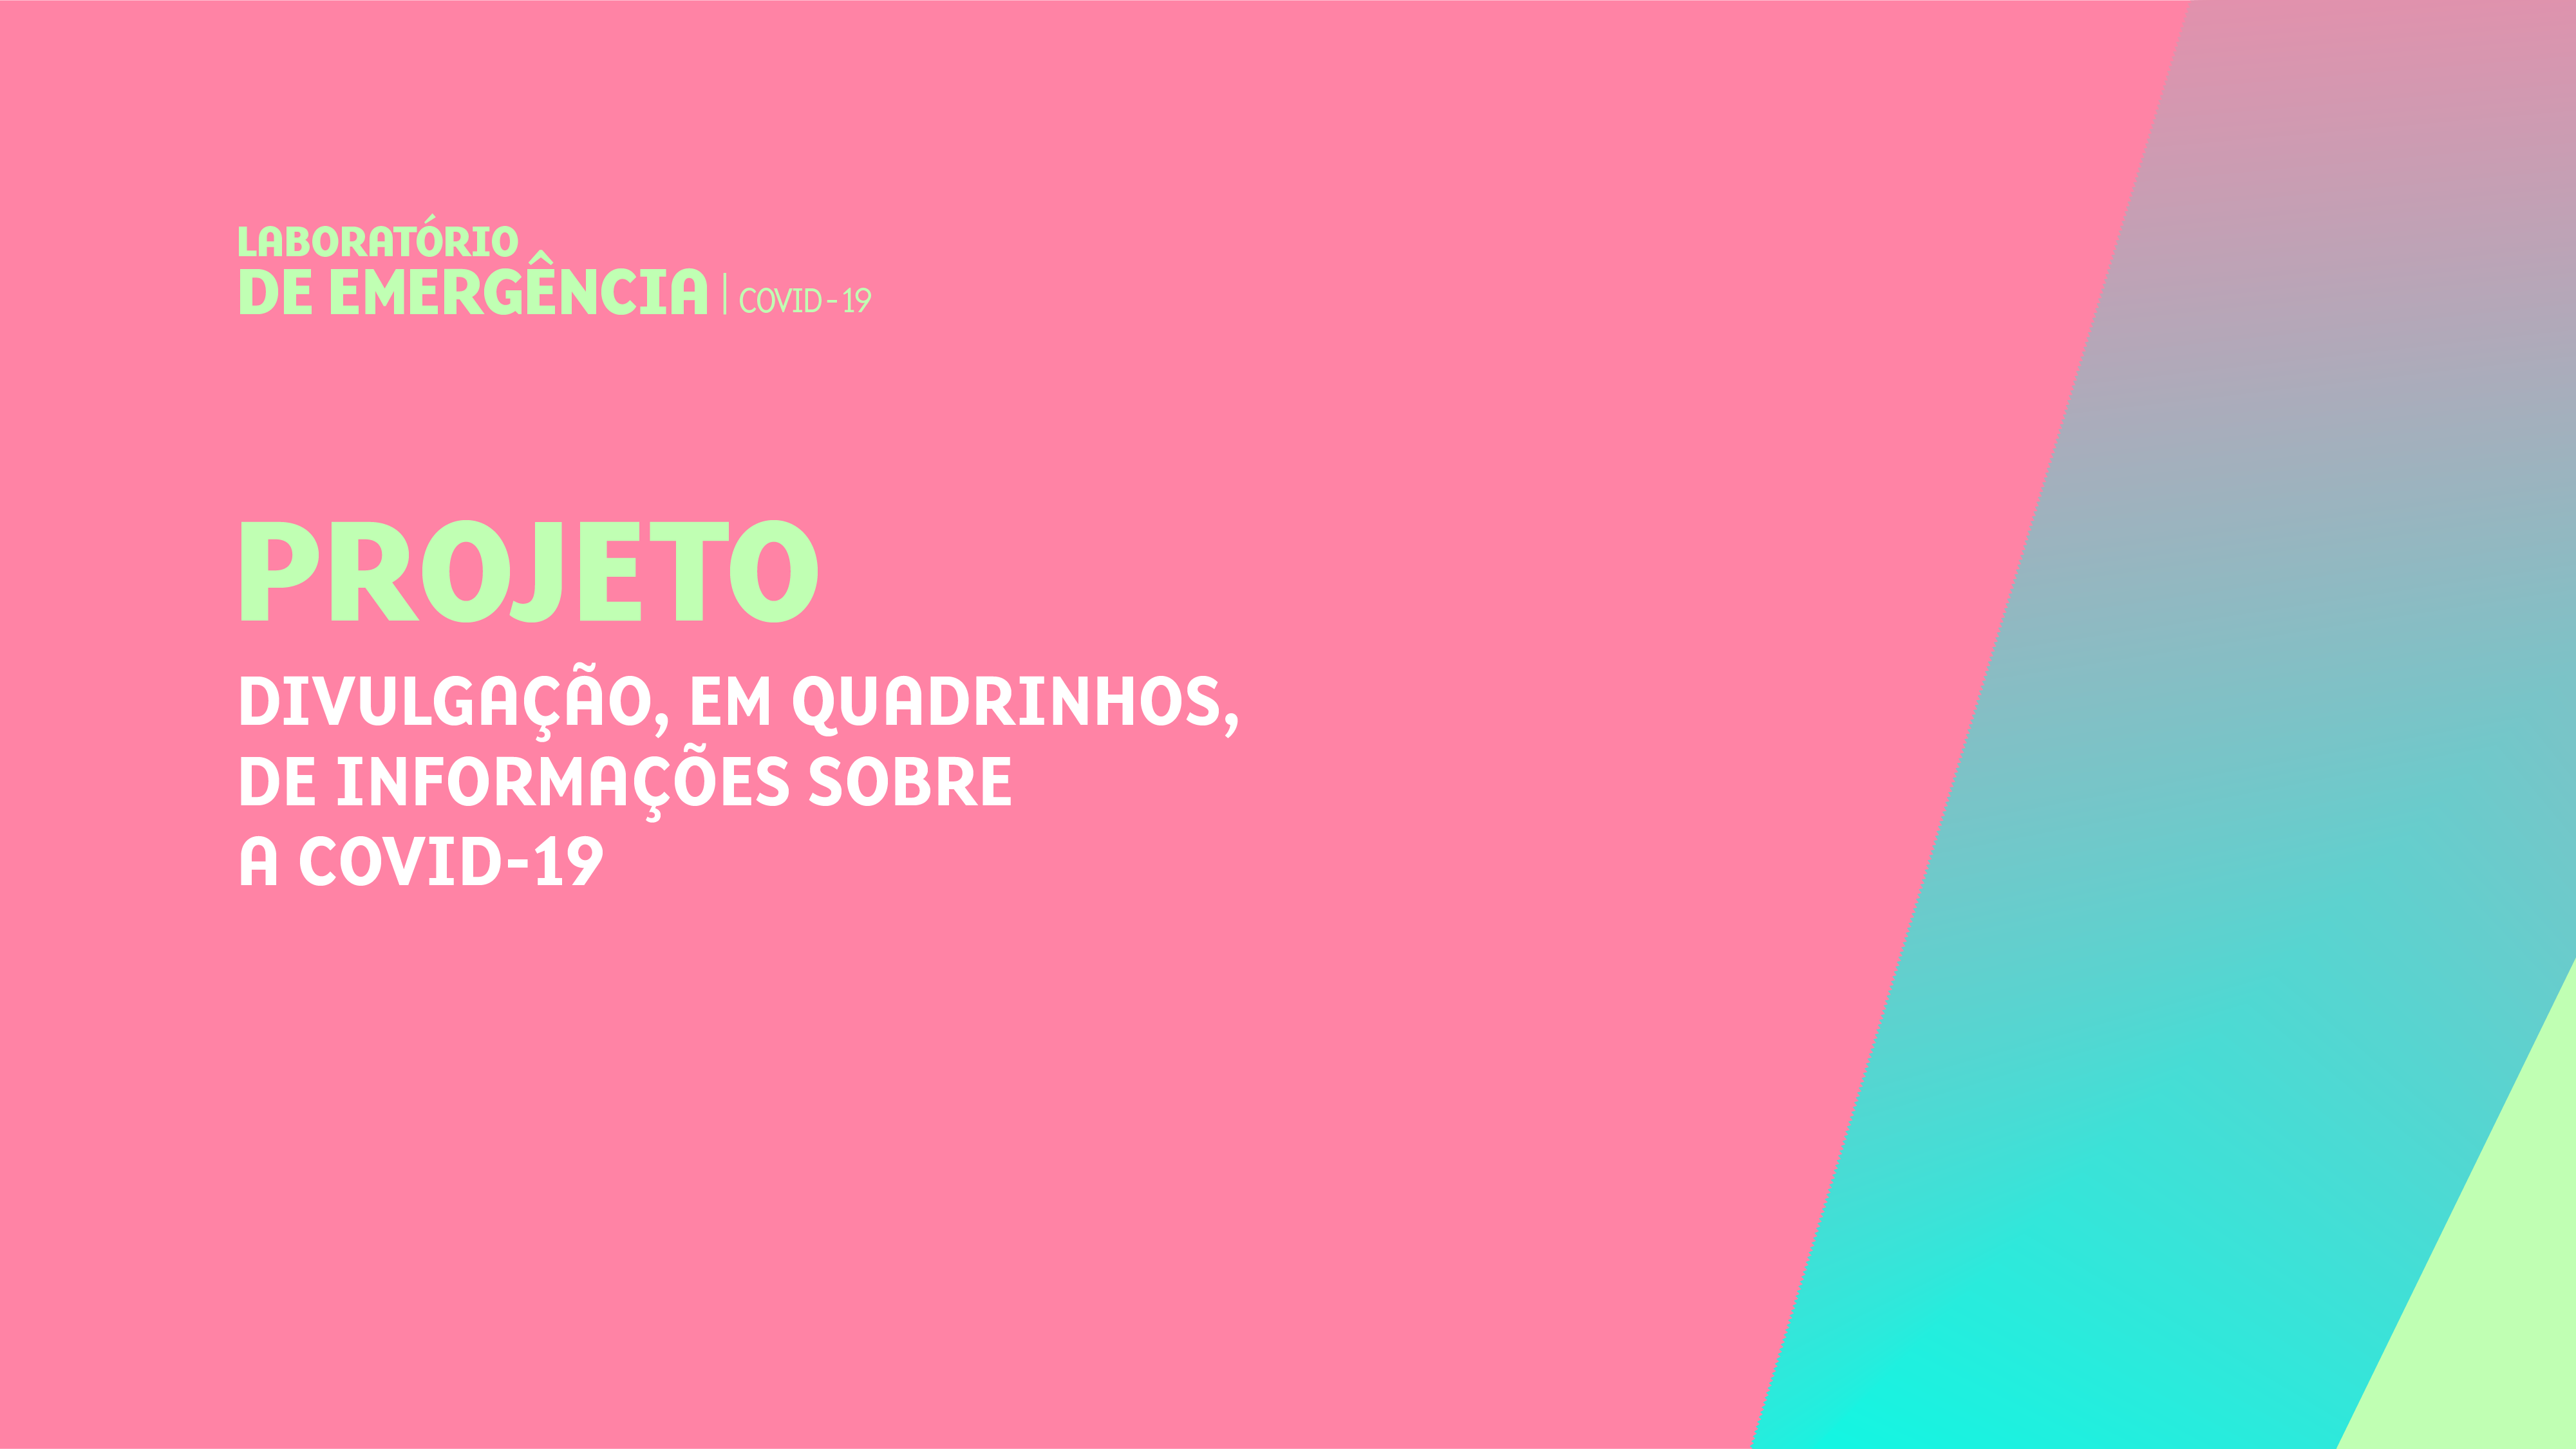 LABORATÓRIO
DE EMERGÊNCIA | COVID-19
PROJETO
DIVULGAÇÃO, EM QUADRINHOS,
DE INFORMAÇÕES SOBRE
A COVID-19